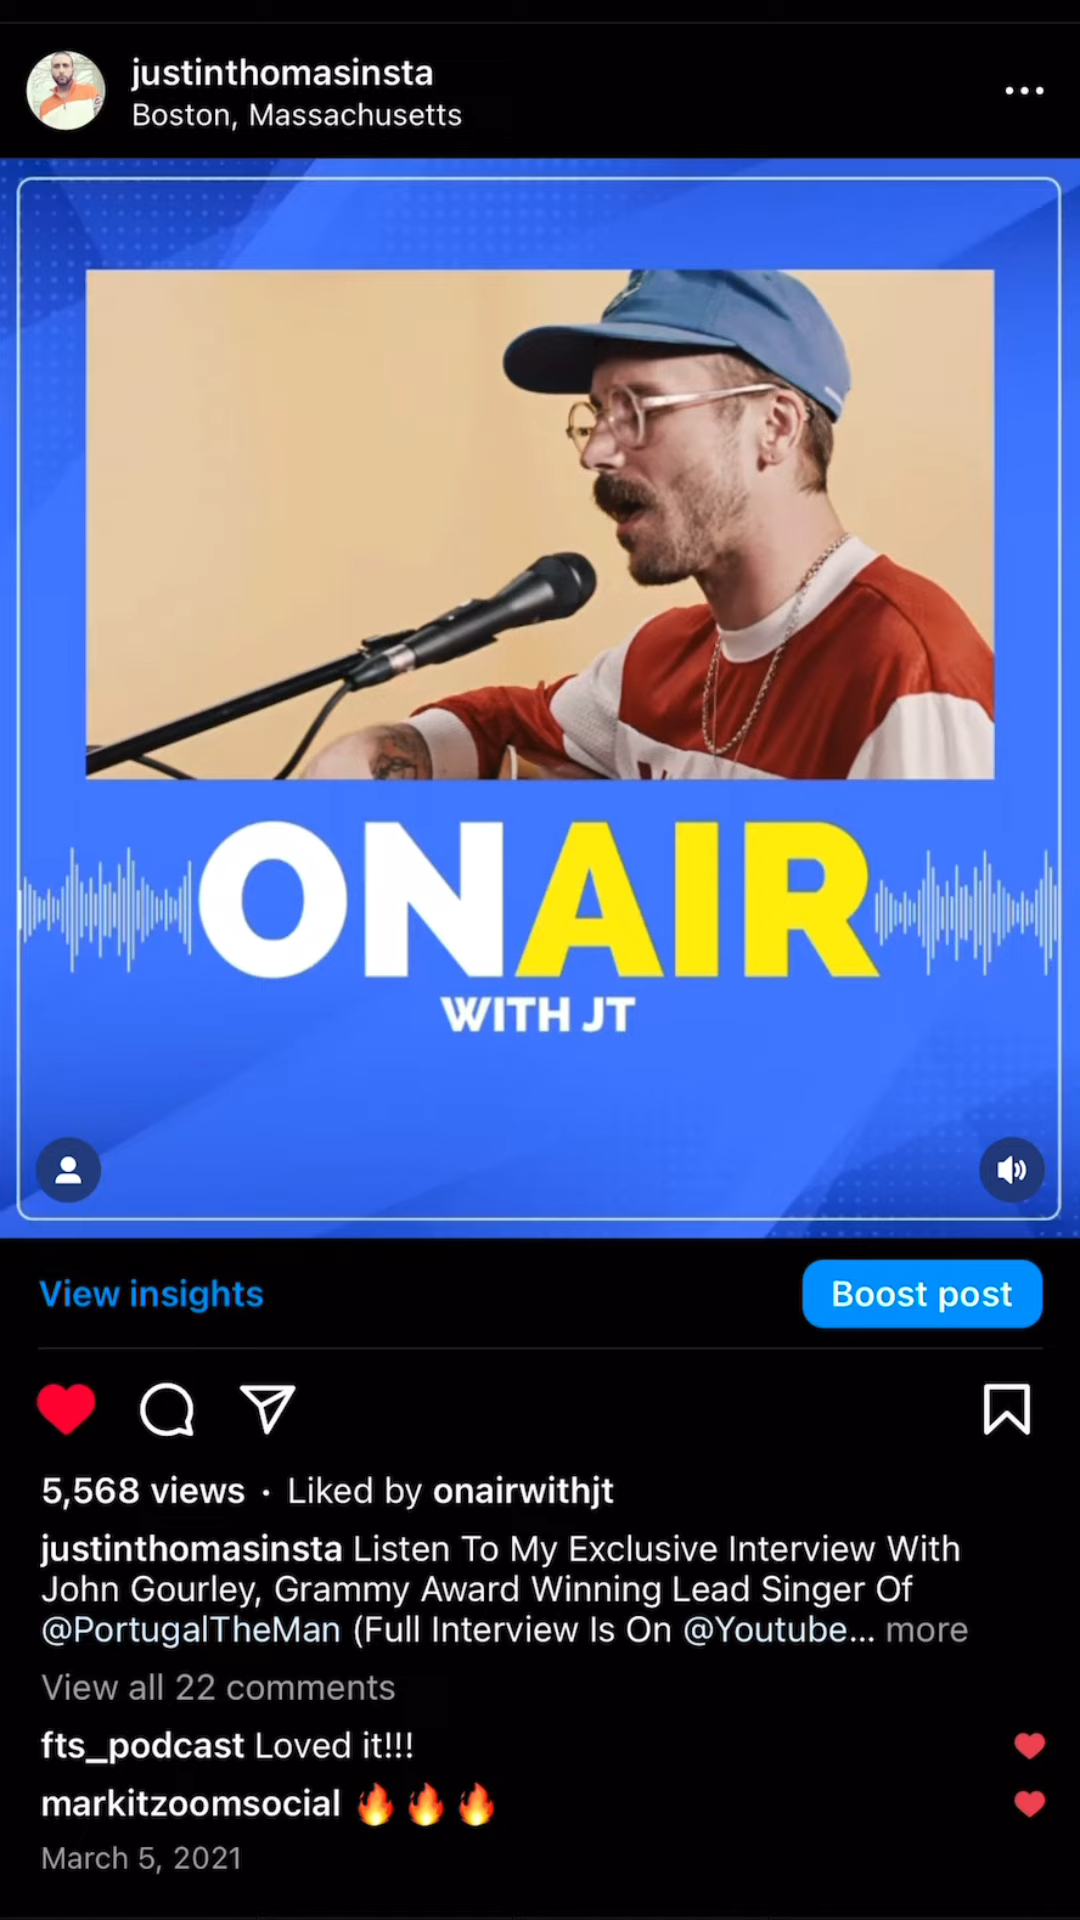 justinthomasinsta
Boston, Massachusetts
ONAIR
WITH JT
View insights
Boost post
5,568 views · Liked by onairwithjt
justinthomasinsta Listen To My Exclusive Interview With
John Gourley, Grammy Award Winning Lead Singer Of
@PortugalTheMan (Full Interview Is On @Youtube... more
View all 22 comments
fts_podcast Loved it!!!
markitzoomsocial 🔥🔥🔥
March 5, 2021